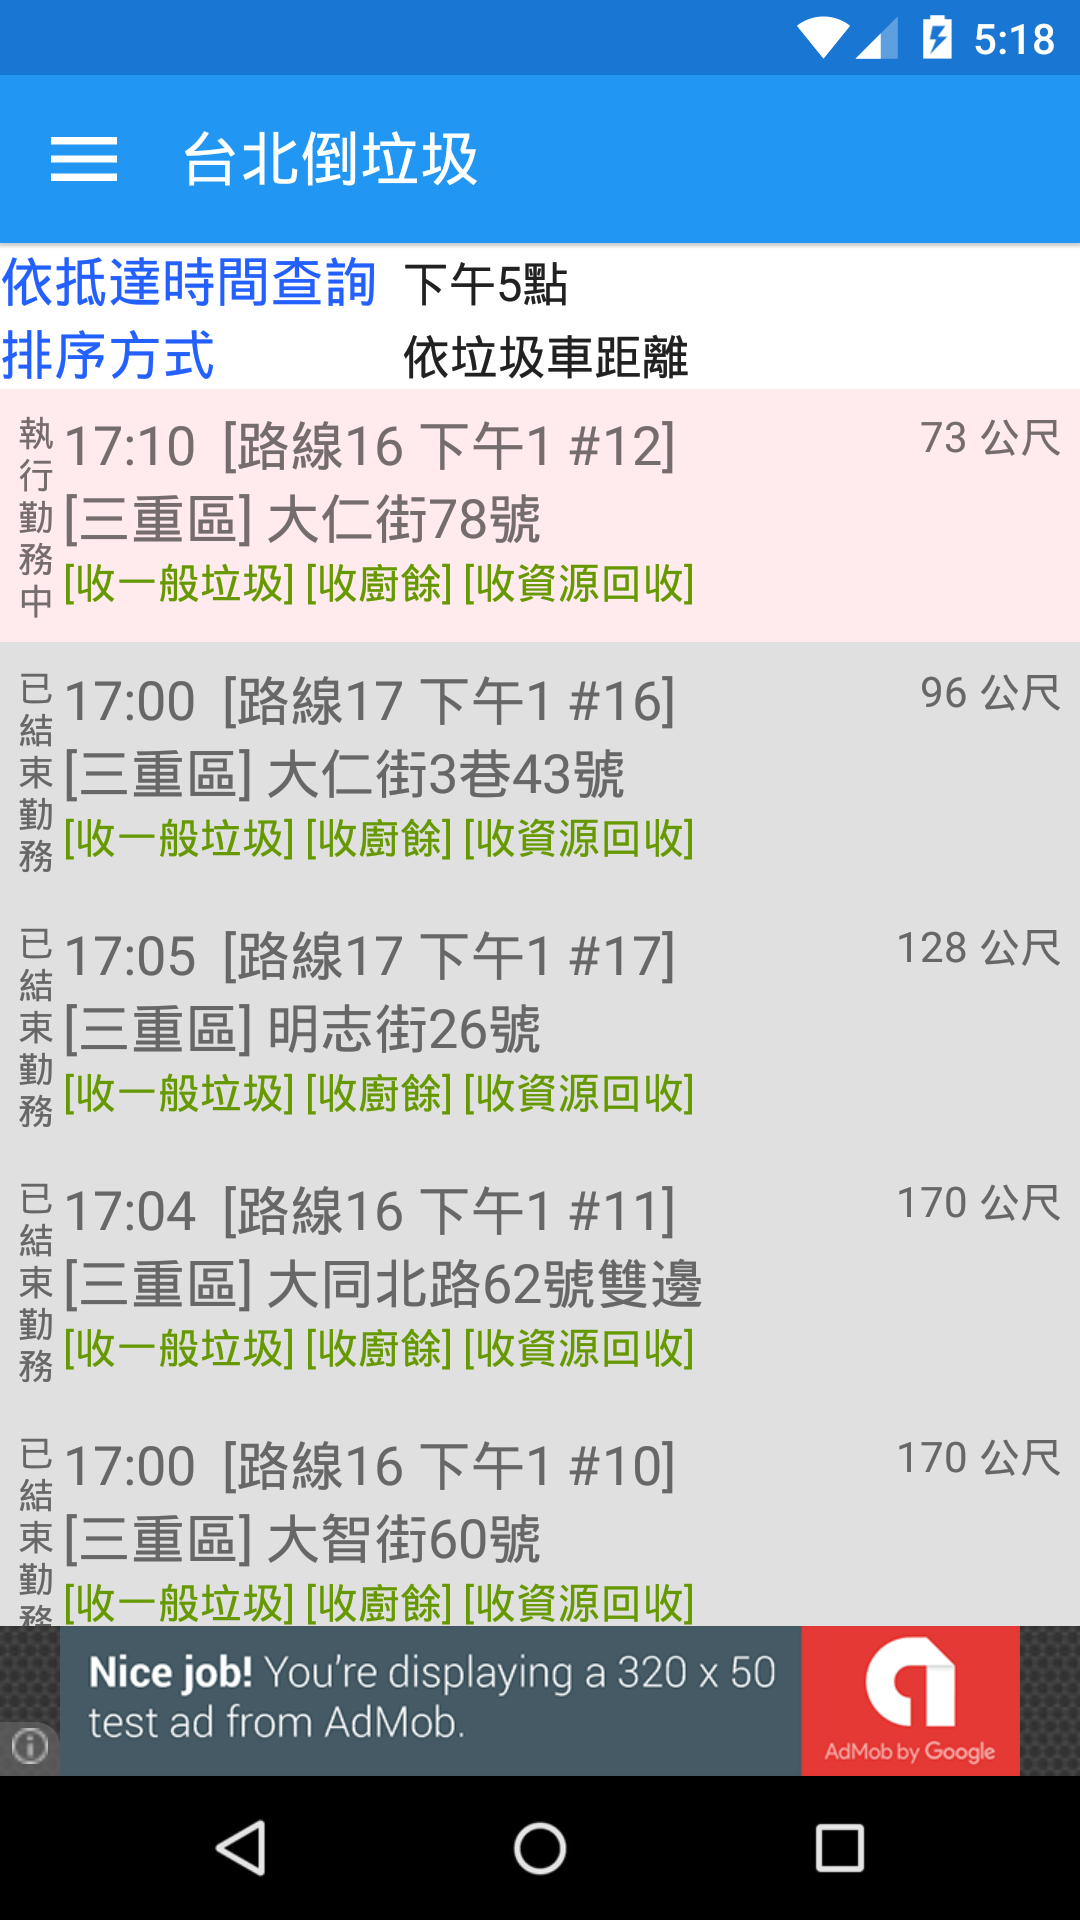 5:18
台北倒垃圾
依抵達時間查詢 下午5點
排序方式 依垃圾車距離
執行勤務中
17:10 [路線16 下午1 #12] 73 公尺
[三重區] 大仁街78號
[收一般垃圾] [收廚餘] [收資源回收]
已結束勤務
17:00 [路線17 下午1 #16] 96 公尺
[三重區] 大仁街3巷43號
[收一般垃圾] [收廚餘] [收資源回收]
已結束勤務
17:05 [路線17 下午1 #17] 128 公尺
[三重區] 明志街26號
[收一般垃圾] [收廚餘] [收資源回收]
已結束勤務
17:04 [路線16 下午1 #11] 170 公尺
[三重區] 大同北路62號雙邊
[收一般垃圾] [收廚餘] [收資源回收]
已結束勤務
17:00 [路線16 下午1 #10] 170 公尺
[三重區] 大智街60號
[收一般垃圾] [收廚餘] [收資源回收]
Nice job! You're displaying a 320 x 50
test ad from AdMob.
AdMob by Google